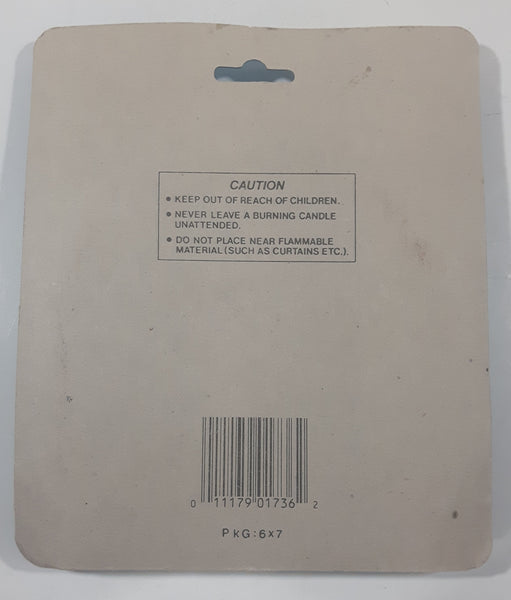 CAUTION
• KEEP OUT OF REACH OF CHILDREN.
• NEVER LEAVE A BURNING CANDLE
UNATTENDED.
• DO NOT PLACE NEAR FLAMMABLE
MATERIAL (SUCH AS CURTAINS ETC.).
0 11179 01736 2
PKG:6x7